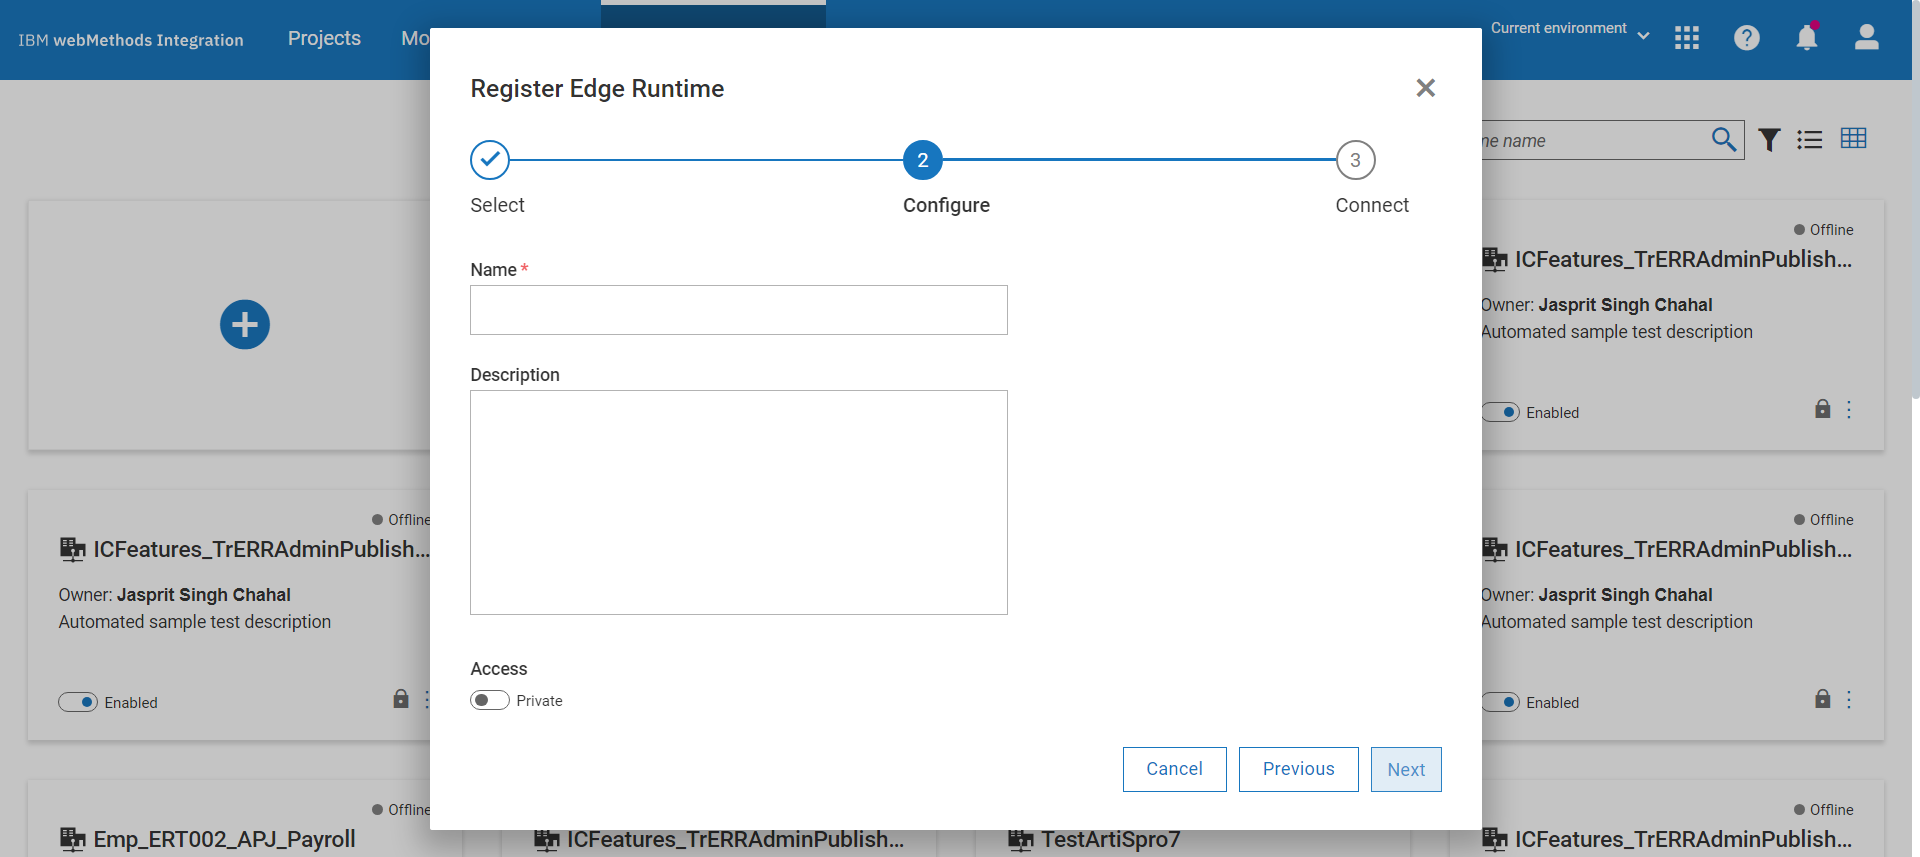 IBM webMethods Integration
Projects
Mo
Current environment
Register Edge Runtime
2
3
Select
Configure
Connect
me name
Name *
Description
Access
Private
Cancel
Previous
Next
Offline
ICFeatures_TrERRAdminPublish...
Owner: Jasprit Singh Chahal
Automated sample test description
Enabled
Offline
ICFeatures_TrERRAdminPublish...
Owner: Jasprit Singh Chahal
Automated sample test description
Enabled
Offline
ICFeatures_TrERRAdminPublish...
Owner: Jasprit Singh Chahal
Automated sample test description
Enabled
Offline
Emp_ERT002_APJ_Payroll
ICFeatures_TrERRAdminPublish...
TestArtiSpro7
Offline
ICFeatures_TrERRAdminPublish...